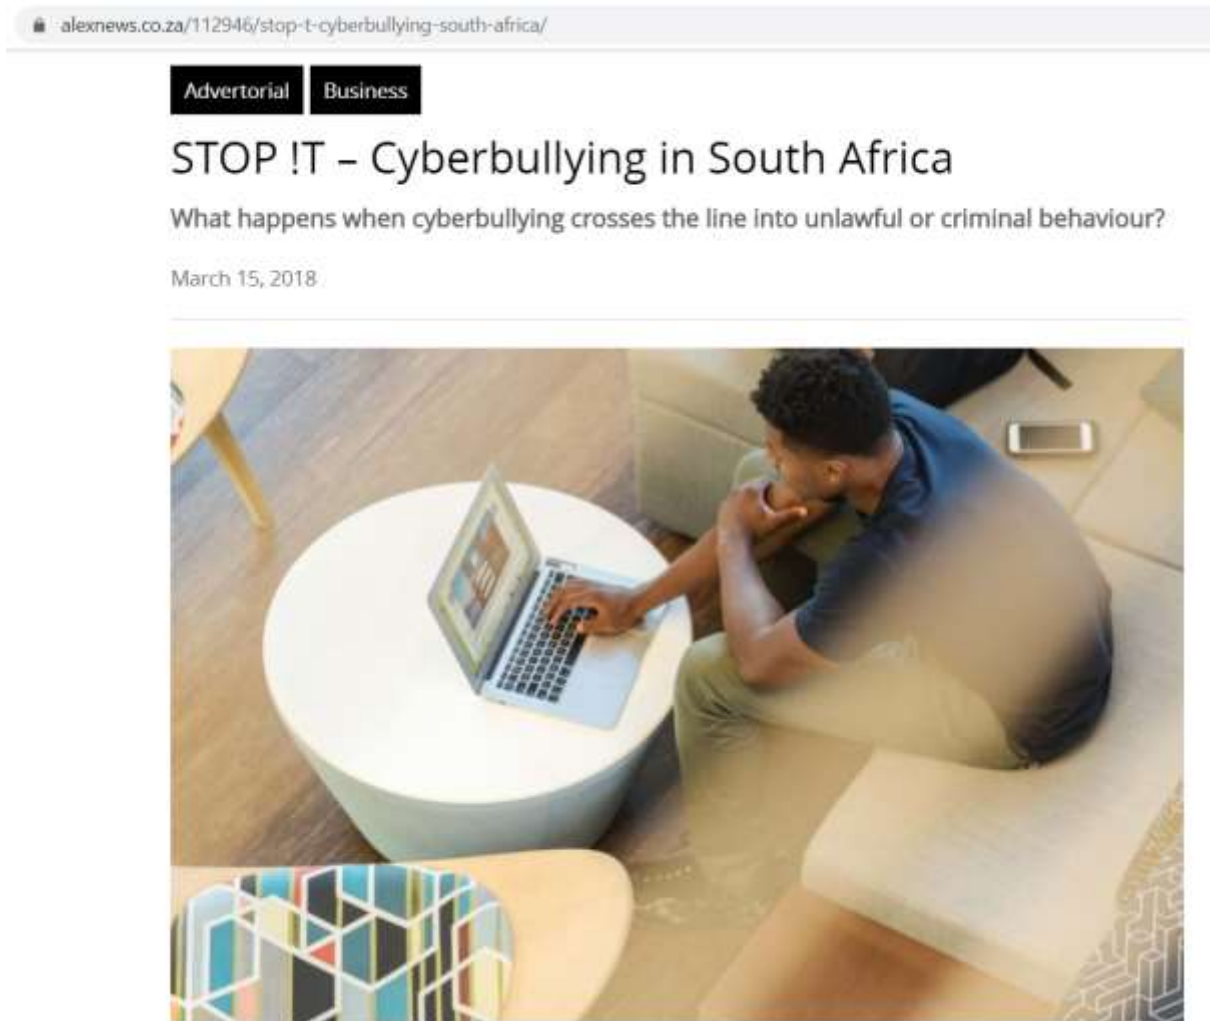 alexnews.co.za/112946/stop-t-cyberbullying-south-africa/
Advertorial Business
STOP !T – Cyberbullying in South Africa
What happens when cyberbullying crosses the line into unlawful or criminal behaviour?
March 15, 2018